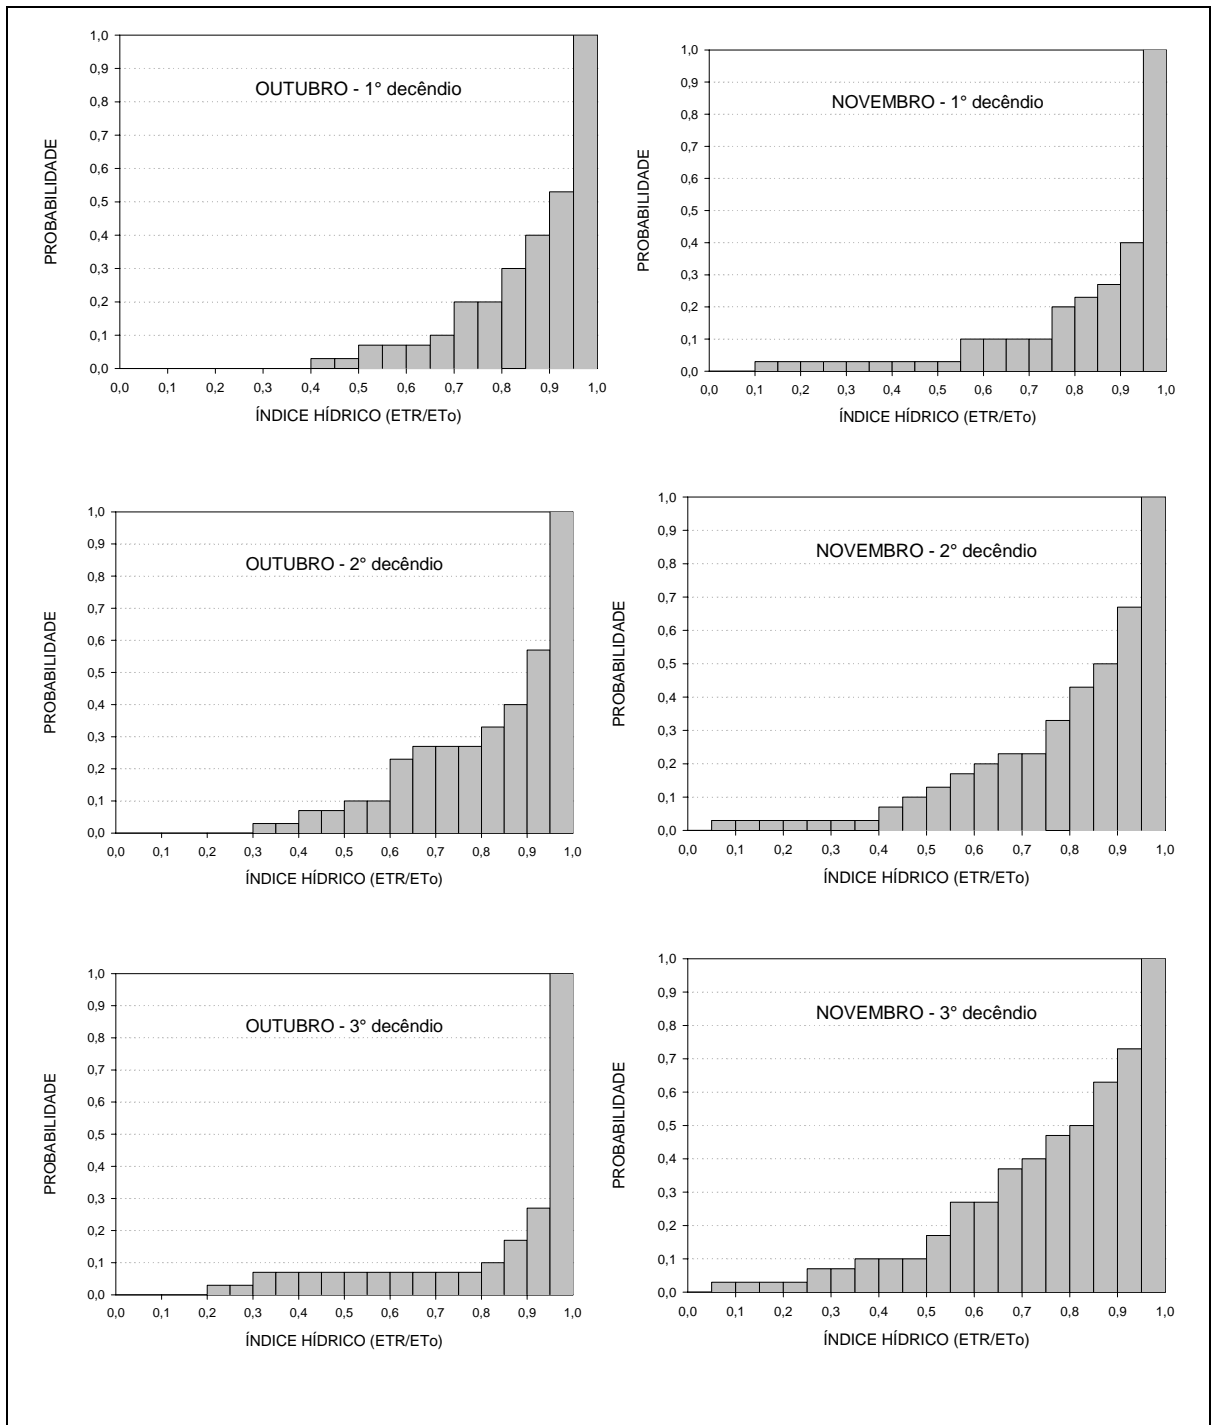 OUTUBRO - 1° decêndio
PROBABILIDADE
1,0
0,9
0,8
0,7
0,6
0,5
0,4
0,3
0,2
0,1
0,0
0,0 0,1 0,2 0,3 0,4 0,5 0,6 0,7 0,8 0,9 1,0
ÍNDICE HÍDRICO (ETR/ETo)
NOVEMBRO - 1° decêndio
PROBABILIDADE
1,0
0,9
0,8
0,7
0,6
0,5
0,4
0,3
0,2
0,1
0,0
0,0 0,1 0,2 0,3 0,4 0,5 0,6 0,7 0,8 0,9 1,0
ÍNDICE HÍDRICO (ETR/ETo)
OUTUBRO - 2° decêndio
PROBABILIDADE
1,0
0,9
0,8
0,7
0,6
0,5
0,4
0,3
0,2
0,1
0,0
0,0 0,1 0,2 0,3 0,4 0,5 0,6 0,7 0,8 0,9 1,0
ÍNDICE HÍDRICO (ETR/ETo)
NOVEMBRO - 2° decêndio
PROBABILIDADE
1,0
0,9
0,8
0,7
0,6
0,5
0,4
0,3
0,2
0,1
0,0
0,0 0,1 0,2 0,3 0,4 0,5 0,6 0,7 0,8 0,9 1,0
ÍNDICE HÍDRICO (ETR/ETo)
OUTUBRO - 3° decêndio
PROBABILIDADE
1,0
0,9
0,8
0,7
0,6
0,5
0,4
0,3
0,2
0,1
0,0
0,0 0,1 0,2 0,3 0,4 0,5 0,6 0,7 0,8 0,9 1,0
ÍNDICE HÍDRICO (ETR/ETo)
NOVEMBRO - 3° decêndio
PROBABILIDADE
1,0
0,9
0,8
0,7
0,6
0,5
0,4
0,3
0,2
0,1
0,0
0,0 0,1 0,2 0,3 0,4 0,5 0,6 0,7 0,8 0,9 1,0
ÍNDICE HÍDRICO (ETR/ETo)